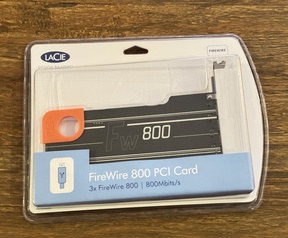 LACIE
FIREWIRE
FW 800
FireWire 800 PCI Card
3x FireWire 800 | 800Mbits/s